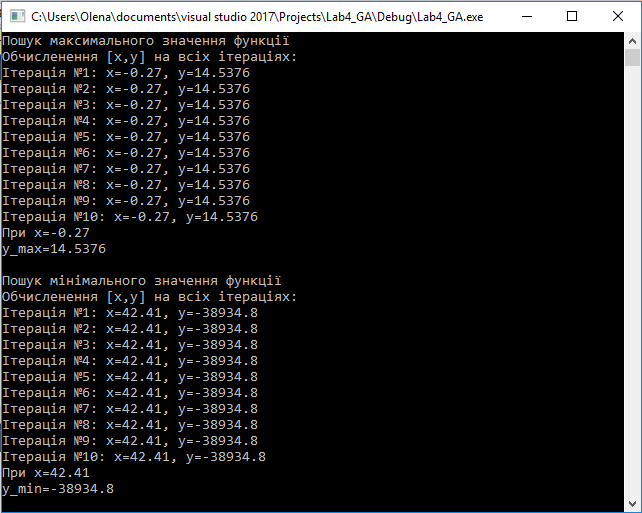 C:\Users\Olena\documents\visual studio 2017\Projects\Lab4_GA\Debug\Lab4_GA.exe
Пошук максимального значення функції
Обчисленення [x,y] на всіх ітераціях:
Ітерація №1: x=-0.27, y=14.5376
Ітерація №2: x=-0.27, y=14.5376
Ітерація №3: x=-0.27, y=14.5376
Ітерація №4: x=-0.27, y=14.5376
Ітерація №5: x=-0.27, y=14.5376
Ітерація №6: x=-0.27, y=14.5376
Ітерація №7: x=-0.27, y=14.5376
Ітерація №8: x=-0.27, y=14.5376
Ітерація №9: x=-0.27, y=14.5376
Ітерація №10: x=-0.27, y=14.5376
При x=-0.27
y_max=14.5376
Пошук мінімального значення функції
Обчисленення [x,y] на всіх ітераціях:
Ітерація №1: x=42.41, y=-38934.8
Ітерація №2: x=42.41, y=-38934.8
Ітерація №3: x=42.41, y=-38934.8
Ітерація №4: x=42.41, y=-38934.8
Ітерація №5: x=42.41, y=-38934.8
Ітерація №6: x=42.41, y=-38934.8
Ітерація №7: x=42.41, y=-38934.8
Ітерація №8: x=42.41, y=-38934.8
Ітерація №9: x=42.41, y=-38934.8
Ітерація №10: x=42.41, y=-38934.8
При x=42.41
y_min=-38934.8